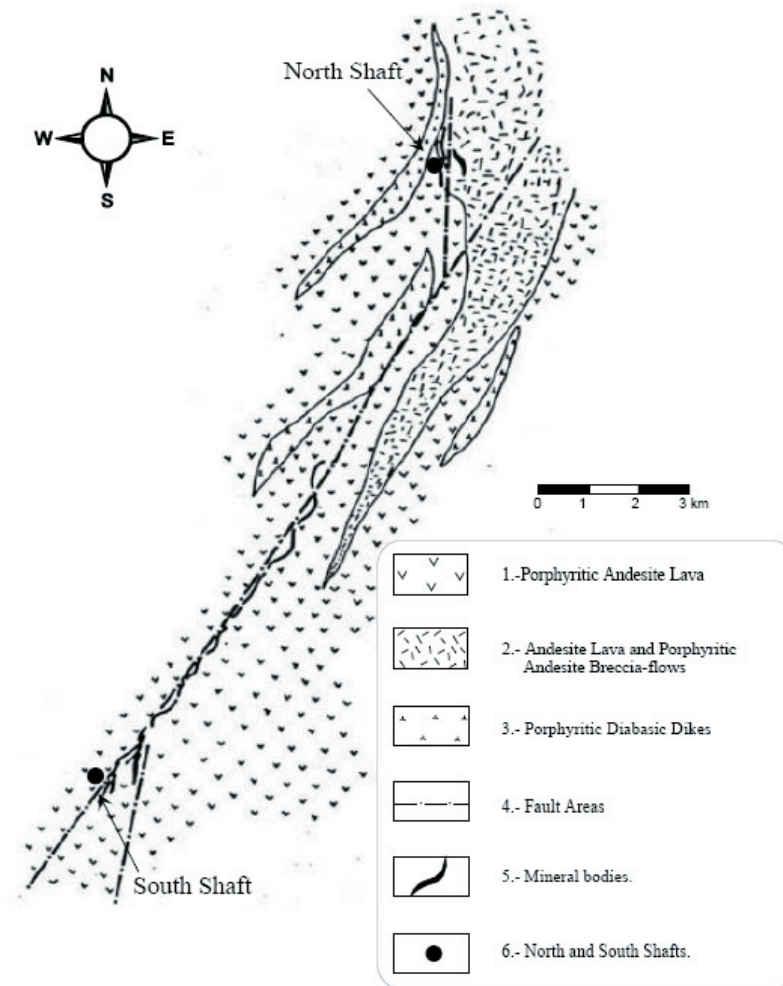 North Shaft
N
W
E
S
0 1 2 3 km
1.-Porphyritic Andesite Lava
2.- Andesite Lava and Porphyritic
Andesite Breccia-flows
3.- Porphyritic Diabasic Dikes
4.- Fault Areas
5.- Mineral bodies.
South Shaft
6.- North and South Shafts.